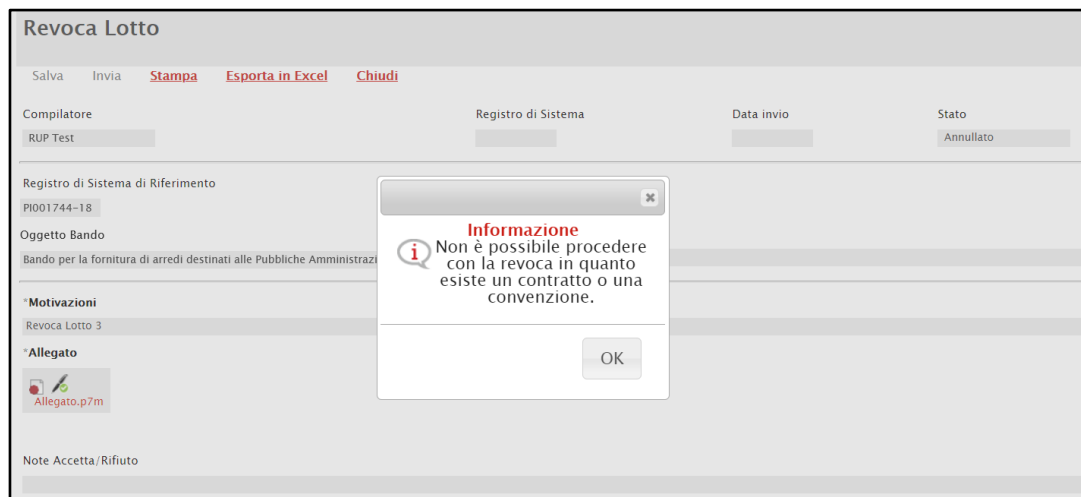 Revoca Lotto
Salva Invia Stampa Esporta in Excel Chiudi
Compilatore Registro di Sistema Data invio Stato
RUP Test Annullato
Registro di Sistema di Riferimento
PI001744-18
Oggetto Bando
Bando per la fornitura di arredi destinati alle Pubbliche Amministrazi
*Motivazioni
Revoca Lotto 3
*Allegato
Allegato.p7m
Note Accetta/Rifiuto
Informazione
Non è possibile procedere
con la revoca in quanto
esiste un contratto o una
convenzione.
OK